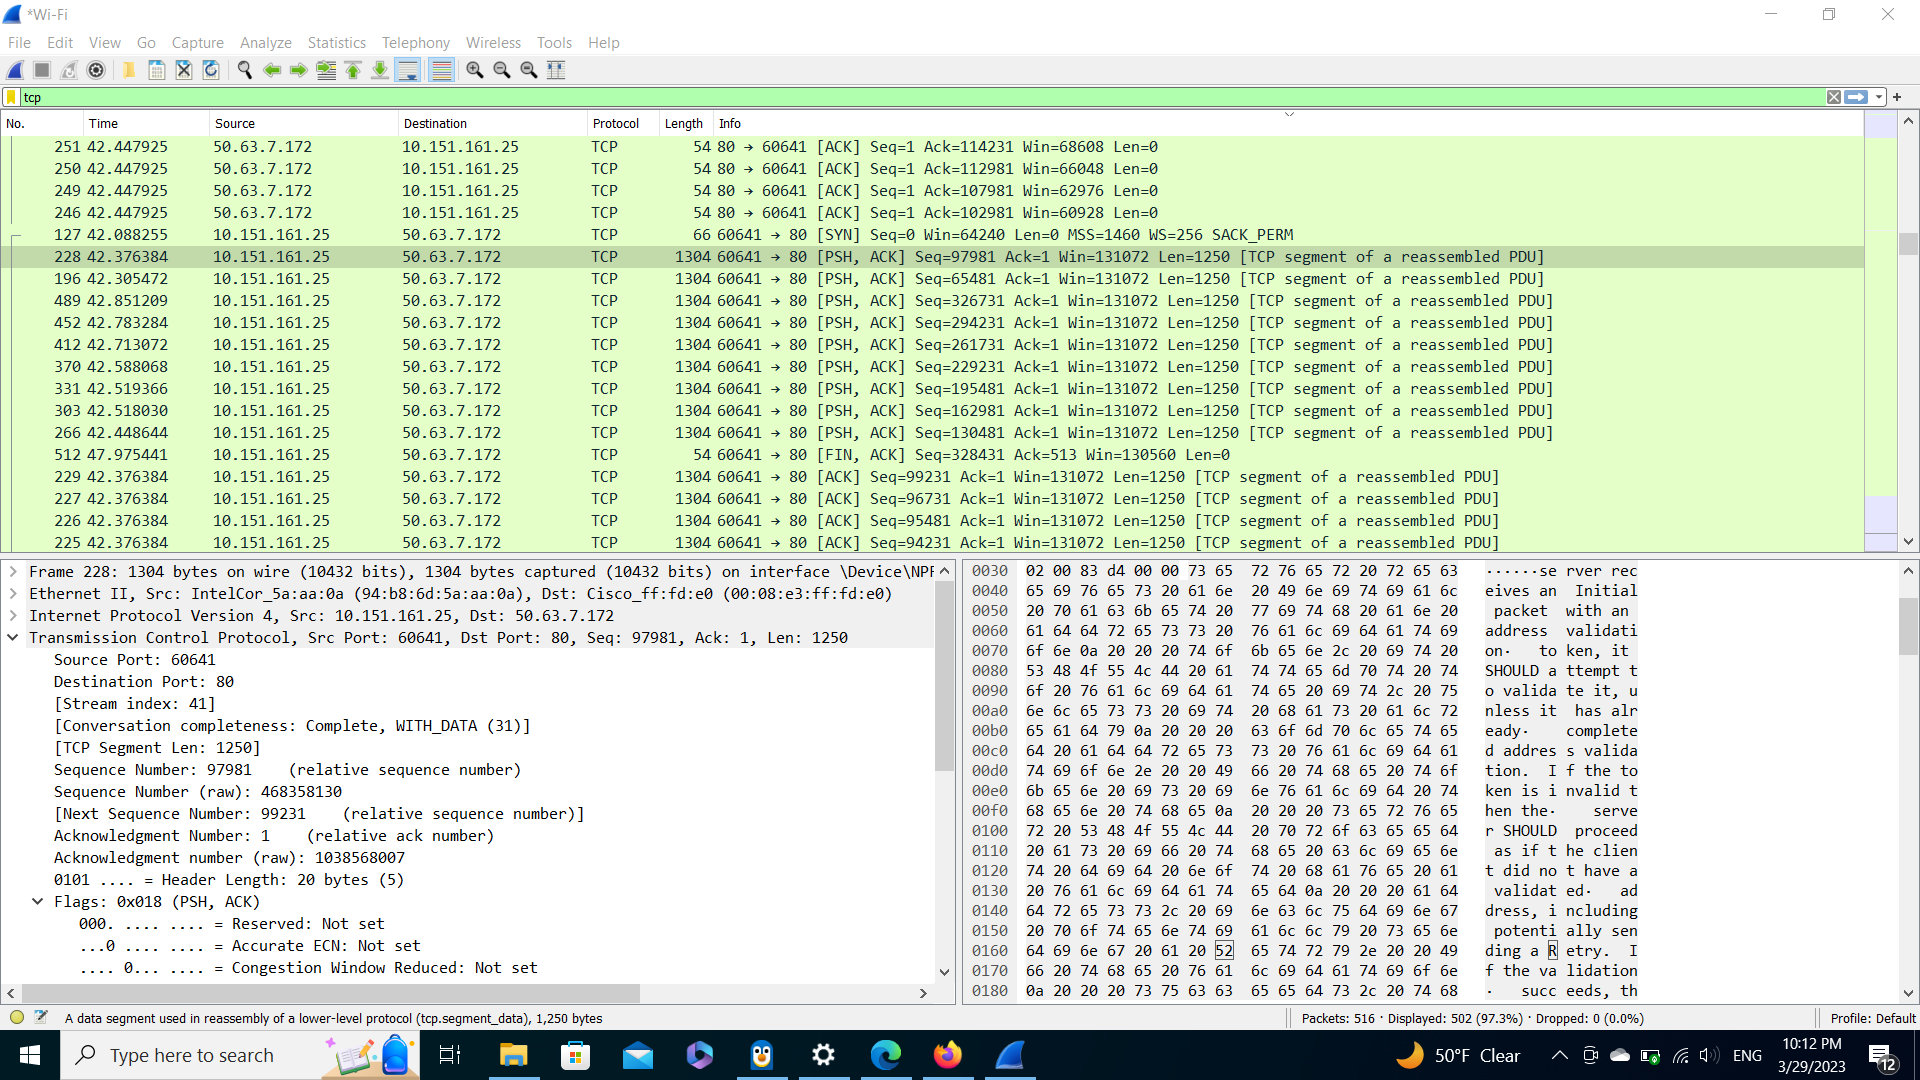 *Wi-Fi
File Edit View Go Capture Analyze Statistics Telephony Wireless Tools Help
tcp
No. Time Source Destination Protocol Length Info
251 42.447925 50.63.7.172 10.151.161.25 TCP 54 80 → 60641 [ACK] Seq=1 Ack=114231 Win=68608 Len=0
250 42.447925 50.63.7.172 10.151.161.25 TCP 54 80 → 60641 [ACK] Seq=1 Ack=112981 Win=66048 Len=0
249 42.447925 50.63.7.172 10.151.161.25 TCP 54 80 → 60641 [ACK] Seq=1 Ack=107981 Win=62976 Len=0
246 42.447925 50.63.7.172 10.151.161.25 TCP 54 80 → 60641 [ACK] Seq=1 Ack=102981 Win=60928 Len=0
127 42.088255 10.151.161.25 50.63.7.172 TCP 66 60641 → 80 [SYN] Seq=0 Win=64240 Len=0 MSS=1460 WS=256 SACK_PERM
228 42.376384 10.151.161.25 50.63.7.172 TCP 1304 60641 → 80 [PSH, ACK] Seq=97981 Ack=1 Win=131072 Len=1250 [TCP segment of a reassembled PDU]
196 42.305472 10.151.161.25 50.63.7.172 TCP 1304 60641 → 80 [PSH, ACK] Seq=65481 Ack=1 Win=131072 Len=1250 [TCP segment of a reassembled PDU]
489 42.851209 10.151.161.25 50.63.7.172 TCP 1304 60641 → 80 [PSH, ACK] Seq=326731 Ack=1 Win=131072 Len=1250 [TCP segment of a reassembled PDU]
452 42.783284 10.151.161.25 50.63.7.172 TCP 1304 60641 → 80 [PSH, ACK] Seq=294231 Ack=1 Win=131072 Len=1250 [TCP segment of a reassembled PDU]
412 42.713072 10.151.161.25 50.63.7.172 TCP 1304 60641 → 80 [PSH, ACK] Seq=261731 Ack=1 Win=131072 Len=1250 [TCP segment of a reassembled PDU]
370 42.588068 10.151.161.25 50.63.7.172 TCP 1304 60641 → 80 [PSH, ACK] Seq=229231 Ack=1 Win=131072 Len=1250 [TCP segment of a reassembled PDU]
331 42.519366 10.151.161.25 50.63.7.172 TCP 1304 60641 → 80 [PSH, ACK] Seq=195481 Ack=1 Win=131072 Len=1250 [TCP segment of a reassembled PDU]
303 42.518030 10.151.161.25 50.63.7.172 TCP 1304 60641 → 80 [PSH, ACK] Seq=162981 Ack=1 Win=131072 Len=1250 [TCP segment of a reassembled PDU]
266 42.448644 10.151.161.25 50.63.7.172 TCP 1304 60641 → 80 [PSH, ACK] Seq=130481 Ack=1 Win=131072 Len=1250 [TCP segment of a reassembled PDU]
512 47.975441 10.151.161.25 50.63.7.172 TCP 54 60641 → 80 [FIN, ACK] Seq=328431 Ack=513 Win=130560 Len=0
229 42.376384 10.151.161.25 50.63.7.172 TCP 1304 60641 → 80 [ACK] Seq=99231 Ack=1 Win=131072 Len=1250 [TCP segment of a reassembled PDU]
227 42.376384 10.151.161.25 50.63.7.172 TCP 1304 60641 → 80 [ACK] Seq=96731 Ack=1 Win=131072 Len=1250 [TCP segment of a reassembled PDU]
226 42.376384 10.151.161.25 50.63.7.172 TCP 1304 60641 → 80 [ACK] Seq=95481 Ack=1 Win=131072 Len=1250 [TCP segment of a reassembled PDU]
225 42.376384 10.151.161.25 50.63.7.172 TCP 1304 60641 → 80 [ACK] Seq=94231 Ack=1 Win=131072 Len=1250 [TCP segment of a reassembled PDU]
Frame 228: 1304 bytes on wire (10432 bits), 1304 bytes captured (10432 bits) on interface \Device\NPF
Ethernet II, Src: IntelCor_5a:aa:0a (94:b8:6d:5a:aa:0a), Dst: Cisco_ff:fd:e0 (00:08:e3:ff:fd:e0)
Internet Protocol Version 4, Src: 10.151.161.25, Dst: 50.63.7.172
Transmission Control Protocol, Src Port: 60641, Dst Port: 80, Seq: 97981, Ack: 1, Len: 1250
Source Port: 60641
Destination Port: 80
[Stream index: 41]
[Conversation completeness: Complete, WITH_DATA (31)]
[TCP Segment Len: 1250]
Sequence Number: 97981    (relative sequence number)
Sequence Number (raw): 468358130
[Next Sequence Number: 99231    (relative sequence number)]
Acknowledgment Number: 1    (relative ack number)
Acknowledgment number (raw): 1038568007
0101 .... = Header Length: 20 bytes (5)
Flags: 0x018 (PSH, ACK)
000. .... .... = Reserved: Not set
...0 .... .... = Accurate ECN: Not set
.... 0... .... = Congestion Window Reduced: Not set
0030 02 00 83 d4 00 00 73 65 72 76 65 72 20 72 65 63 ······se rver rec
0040 65 69 76 65 73 20 61 6e 20 49 6e 69 74 69 61 6c eives an Initial
0050 20 70 61 63 6b 65 74 20 77 69 74 68 20 61 6e 20 packet with an
0060 61 64 64 72 65 73 73 20 76 61 6c 69 64 61 74 69 address validati
0070 6f 6e 0a 20 20 20 74 6f 6b 65 6e 2c 20 69 74 20 on· to ken, it
0080 53 48 4f 55 4c 44 20 61 74 74 65 6d 70 74 20 74 SHOULD a ttempt t
0090 6f 20 76 61 6c 69 64 61 74 65 20 69 74 2c 20 75 o valida te it, u
00a0 6e 6c 65 73 73 20 69 74 20 68 61 73 20 61 6c 72 nless it has alr
00b0 65 61 64 79 0a 20 20 20 63 6f 6d 70 6c 65 74 65 eady· complete
00c0 64 20 61 64 64 72 65 73 73 20 76 61 6c 69 64 61 d addres s valida
00d0 74 69 6f 6e 2e 20 20 49 66 20 74 68 65 20 74 6f tion. I f the to
00e0 6b 65 6e 20 69 73 20 69 6e 76 61 6c 69 64 20 74 ken is i nvalid t
00f0 68 65 6e 20 74 68 65 0a 20 20 20 73 65 72 76 65 hen the· serve
0100 72 20 53 48 4f 55 4c 44 20 70 72 6f 63 65 65 64 r SHOULD proceed
0110 20 61 73 20 69 66 20 74 68 65 20 63 6c 69 65 6e as if t he clien
0120 74 20 64 69 64 20 6e 6f 74 20 68 61 76 65 20 61 t did no t have a
0130 20 76 61 6c 69 64 61 74 65 64 0a 20 20 20 61 64 validat ed· ad
0140 64 72 65 73 73 2c 20 69 6e 63 6c 75 64 69 6e 67 dress, i ncluding
0150 20 70 6f 74 65 6e 74 69 61 6c 6c 79 20 73 65 6e potenti ally sen
0160 64 69 6e 67 20 61 20 52 65 74 72 79 2e 20 20 49 ding a R etry. I
0170 66 20 74 68 65 20 76 61 6c 69 64 61 74 69 6f 6e f the va lidation
0180 0a 20 20 20 73 75 63 63 65 65 64 73 2c 20 74 68 · succ eeds, th
A data segment used in reassembly of a lower-level protocol (tcp.segment_data), 1,250 bytes
Packets: 516 · Displayed: 502 (97.3%) · Dropped: 0 (0.0%)
Profile: Default
Type here to search
50°F Clear
ENG
10:12 PM
3/29/2023
12